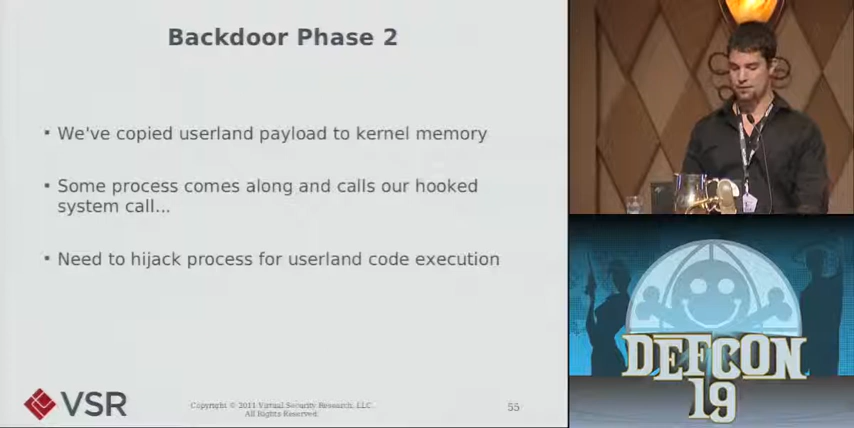 Backdoor Phase 2
▪ We've copied userland payload to kernel memory
▪ Some process comes along and calls our hooked
system call...
▪ Need to hijack process for userland code execution
VSR
Copyright © 2011 Virtual Security Research, LLC.
All Rights Reserved.
55
DEFCON
19